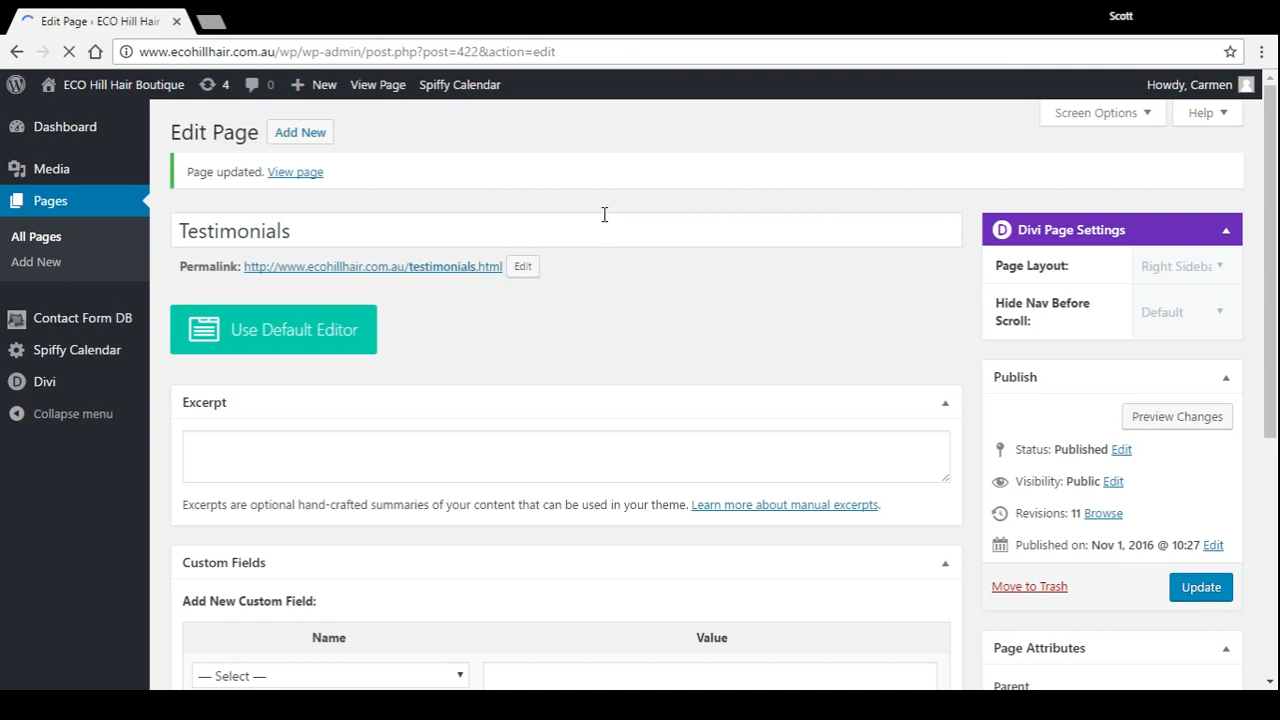 Scott
Edit Page ‹ ECO Hill Hair
www.ecohillhair.com.au/wp/wp-admin/post.php?post=422&action=edit
ECO Hill Hair Boutique 4 0 New View Page Spiffy Calendar Howdy, Carmen
Screen Options Help
Dashboard
Media
Pages
All Pages
Add New
Contact Form DB
Spiffy Calendar
Divi
Collapse menu
Edit Page Add New
Page updated. View page
Testimonials
Permalink: http://www.ecohillhair.com.au/testimonials.html Edit
Use Default Editor
Excerpt
Excerpts are optional hand-crafted summaries of your content that can be used in your theme. Learn more about manual excerpts.
Custom Fields
Add New Custom Field:
Name Value
— Select —
Divi Page Settings
Page Layout: Right Sideba
Hide Nav Before Scroll: Default
Publish
Preview Changes
Status: Published Edit
Visibility: Public Edit
Revisions: 11 Browse
Published on: Nov 1, 2016 @ 10:27 Edit
Move to Trash Update
Page Attributes
Parent